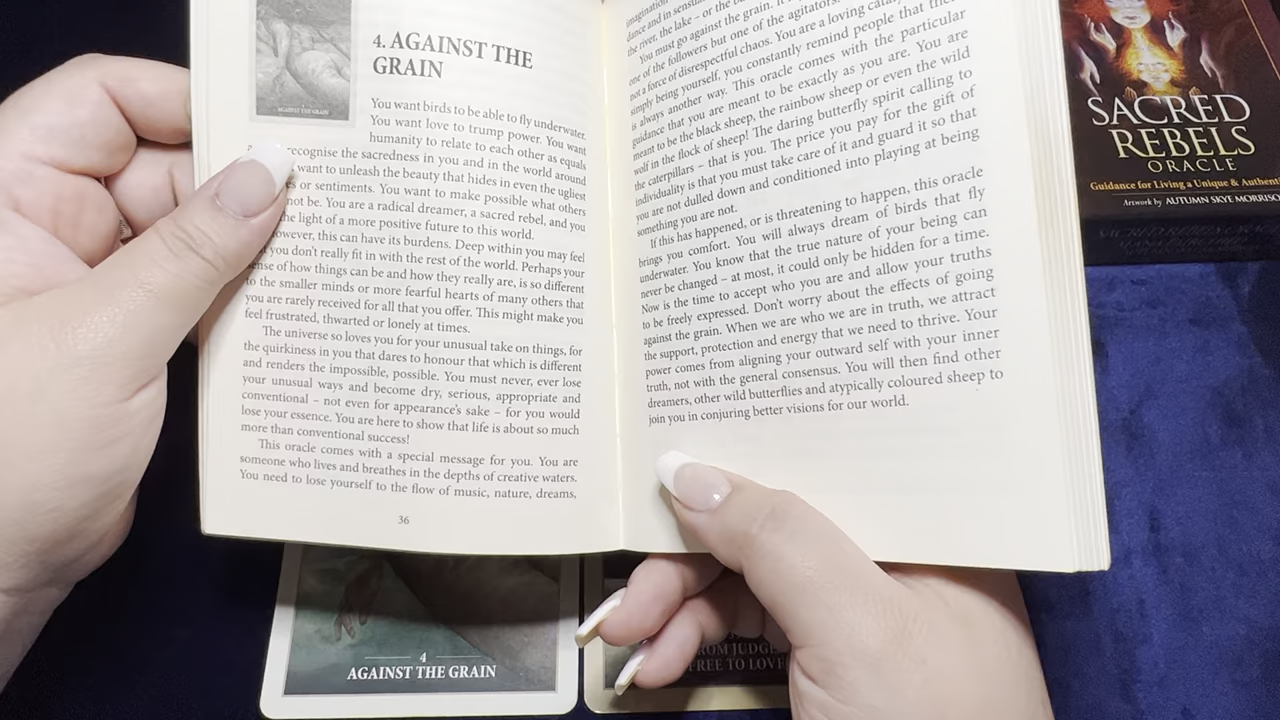 4. AGAINST THE
GRAIN
AGAINST THE GRAIN
You want birds to be able to fly underwater.
You want love to trump power. You want
humanity to relate to each other as equals
recognise the sacredness in you and in the world around
want to unleash the beauty that hides in even the ugliest
or sentiments. You want to make possible what others
not be. You are a radical dreamer, a sacred rebel, and you
the light of a more positive future to this world.
However, this can have its burdens. Deep within you may feel
you don't really fit in with the rest of the world. Perhaps your
sense of how things can be and how they really are, is so different
to the smaller minds or more fearful hearts of many others that
you are rarely received for all that you offer. This might make you
feel frustrated, thwarted or lonely at times.
The universe so loves you for your unusual take on things, for
the quirkiness in you that dares to honour that which is different
and renders the impossible, possible. You must never, ever lose
your unusual ways and become dry, serious, appropriate and
conventional – not even for appearance's sake – for you would
lose your essence. You are here to show that life is about so much
more than conventional success!
This oracle comes with a special message for you. You are
someone who lives and breathes in the depths of creative waters.
You need to lose yourself to the flow of music, nature, dreams,
36
dance and in
the river, the lake – or the
You must go against the grain.
one of the followers but one of the agitators.
not a force of disrespectful chaos. You are a loving
simply being yourself, you constantly remind people that
is always another way. This oracle comes with the particular
guidance that you are meant to be exactly as you are. You are
meant to be the black sheep, the rainbow sheep or even the wild
wolf in the flock of sheep! The daring butterfly spirit calling to
the caterpillars – that is you. The price you pay for the gift of
individuality is that you must take care of it and guard it so that
you are not dulled down and conditioned into playing at being
something you are not.
If this has happened, or is threatening to happen, this oracle
brings you comfort. You will always dream of birds that fly
underwater. You know that the true nature of your being can
never be changed – at most, it could only be hidden for a time.
Now is the time to accept who you are and allow your truths
to be freely expressed. Don't worry about the effects of going
against the grain. When we are who we are in truth, we attract
the support, protection and energy that we need to thrive. Your
power comes from aligning your outward self with your inner
truth, not with the general consensus. You will then find other
dreamers, other wild butterflies and atypically coloured sheep to
join you in conjuring better visions for our world.
SACRED
REBELS
ORACLE
Guidance for Living a Unique &
Artwork by AUTUMN SKYE
4
AGAINST THE GRAIN
FREE TO LOVE